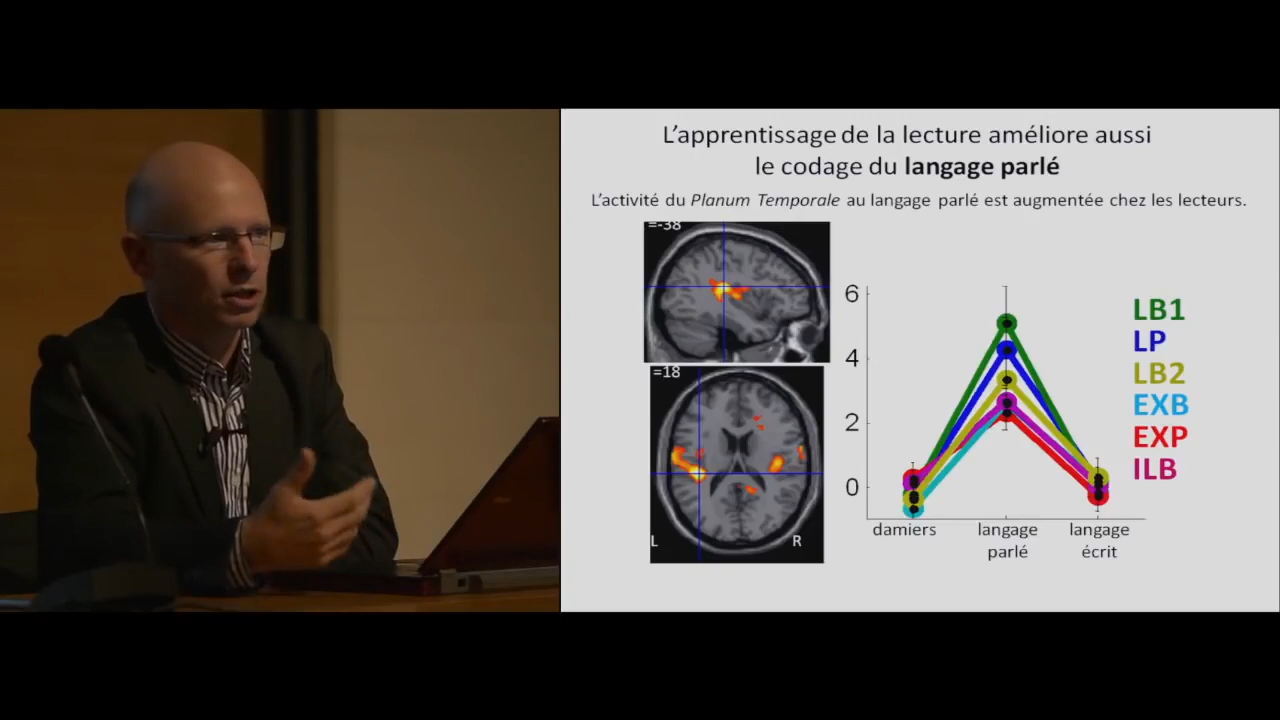 L'apprentissage de la lecture améliore aussi
le codage du langage parlé
L'activité du Planum Temporale au langage parlé est augmentée chez les lecteurs.
=-38
=18
L
R
6
4
2
0
damiers
langage
parlé
langage
écrit
LB1
LP
LB2
EXB
EXP
ILB